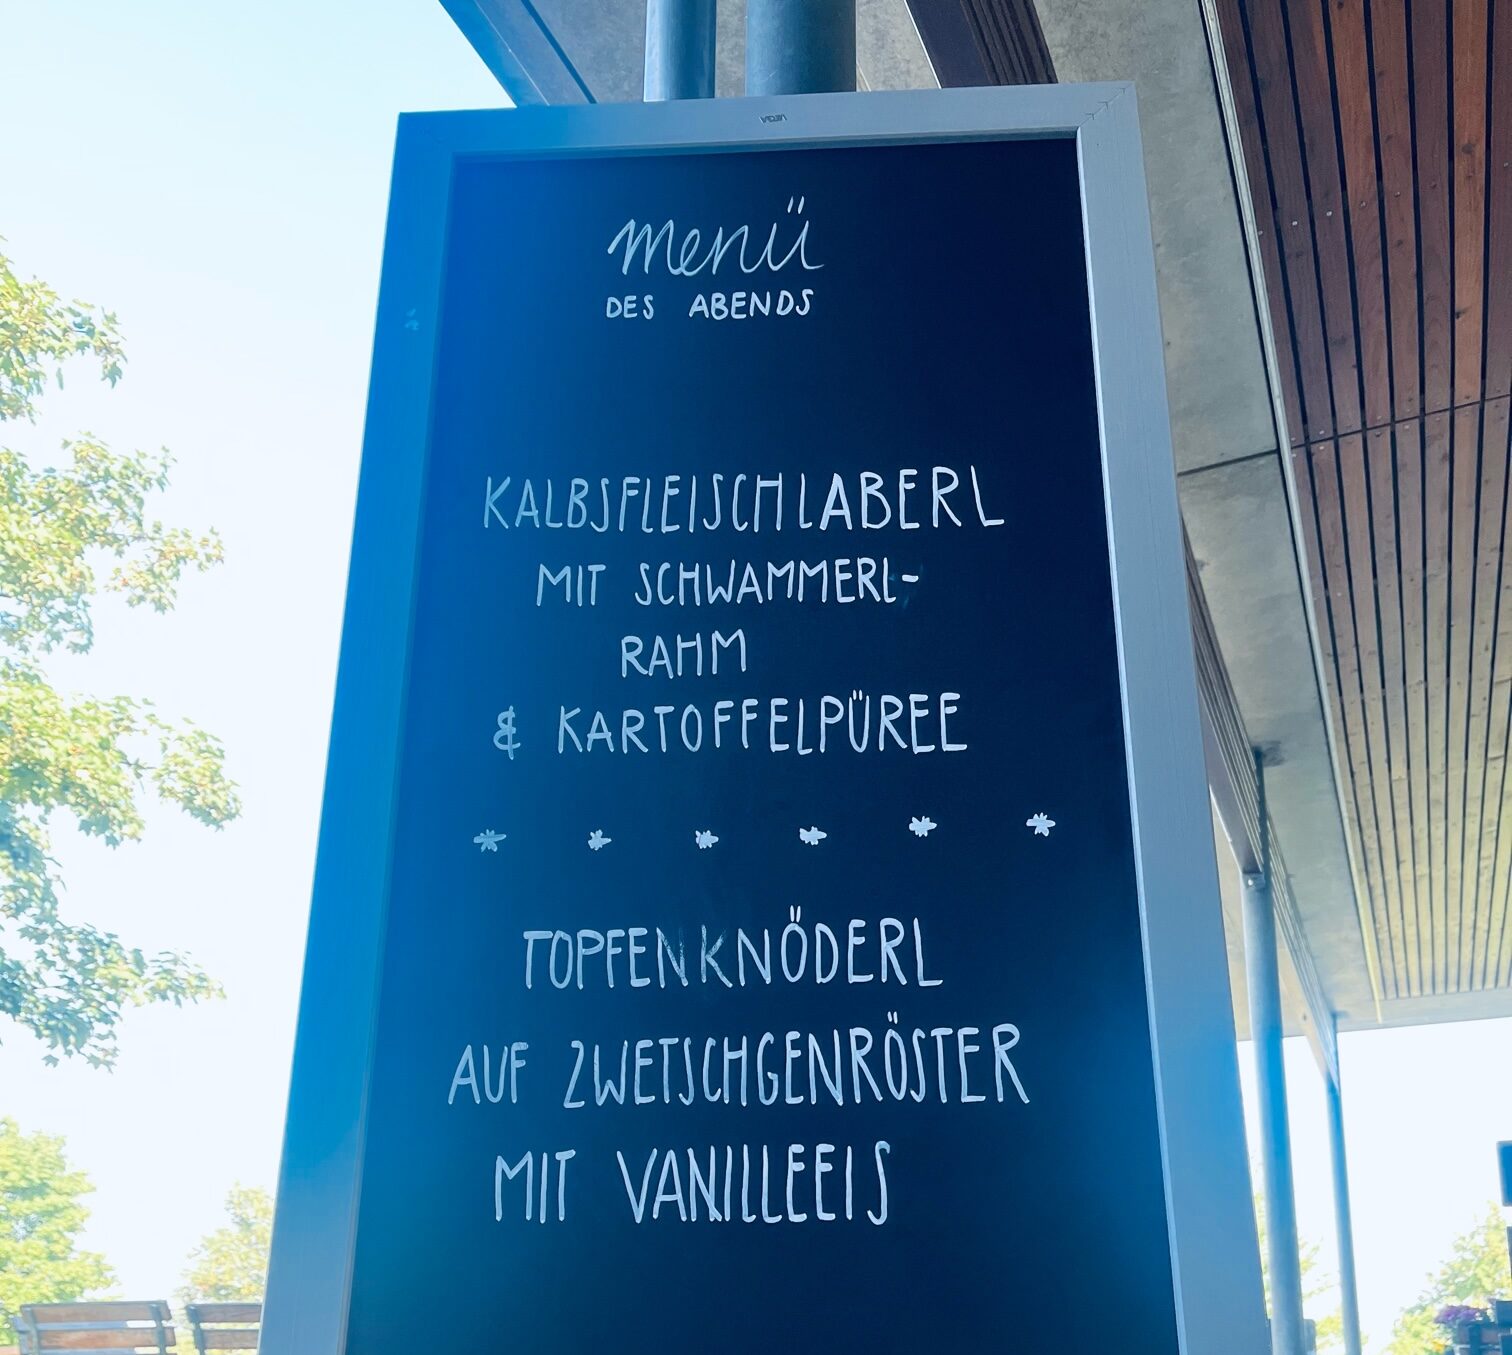 Menü
DES ABENDS
KALBSFLEISCHLABERL
MIT SCHWAMMERL-
RAHM
& KARTOFFELPÜREE
* * * * * *
TOPFENKNÖDERL
AUF ZWETSCHGENRÖSTER
MIT VANILLEEIS